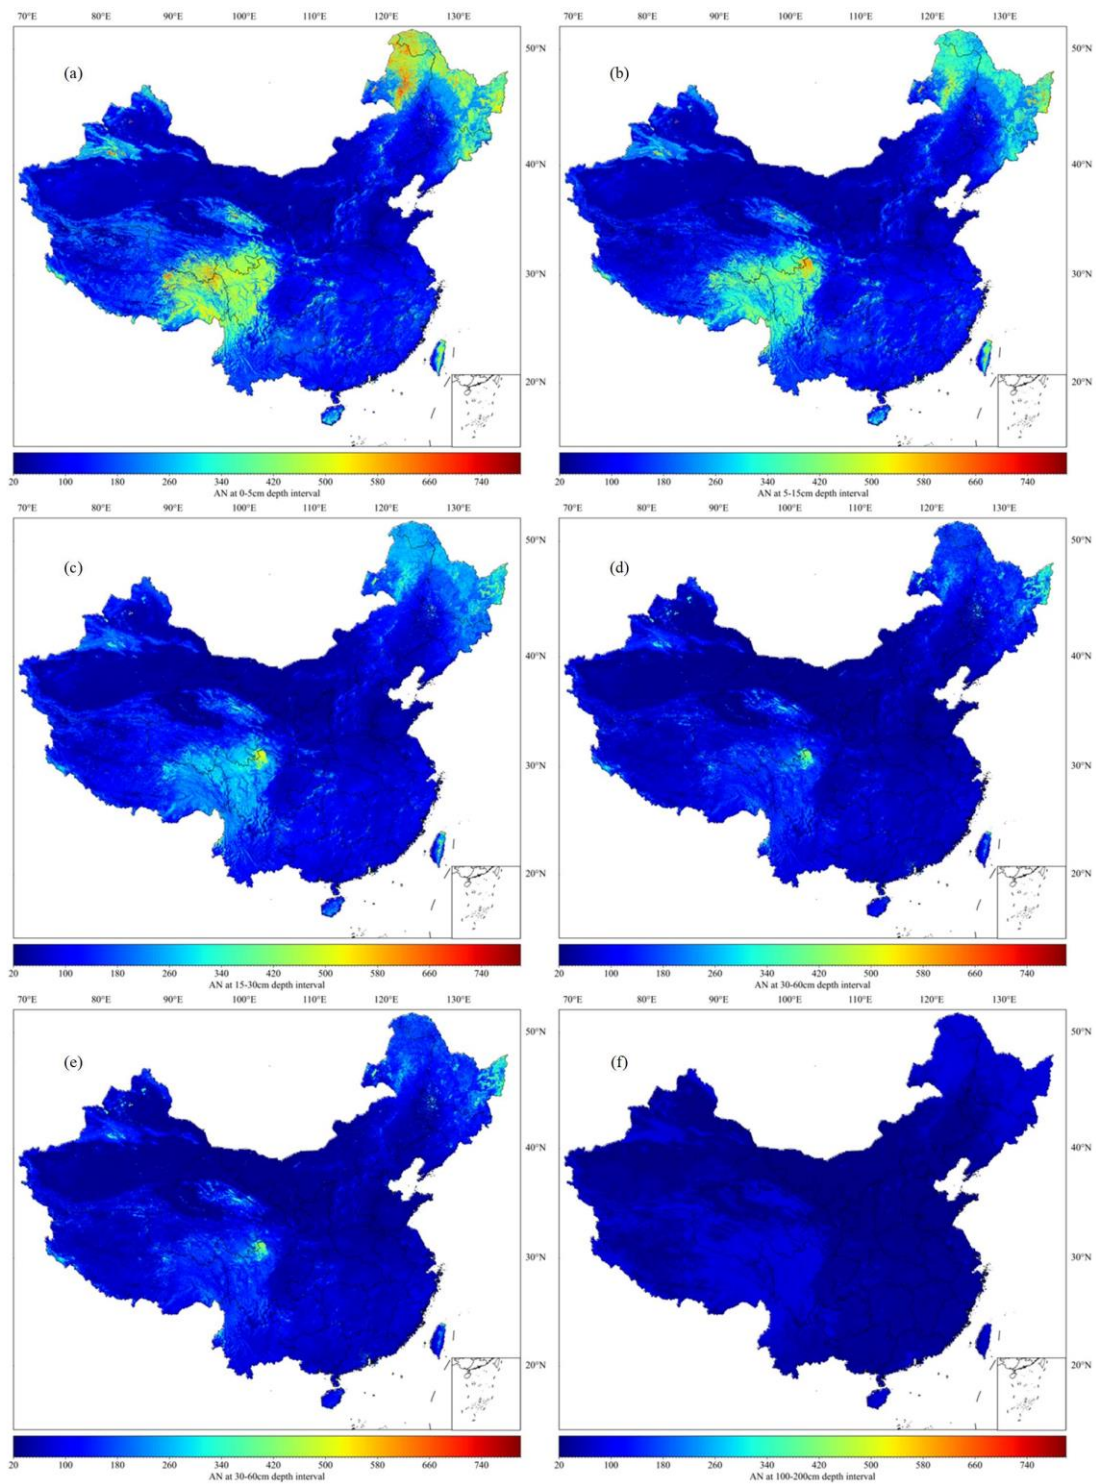 70°E 80°E 90°E 100°E 110°E 120°E 130°E 70°E 80°E 90°E 100°E 110°E 120°E 130°E
50°N 50°N
(a) (b)
40°N 40°N
30°N 30°N
20°N 20°N
20 100 180 260 340 420 500 580 660 740 20 100 180 260 340 420 500 580 660 740
AN at 0-5cm depth interval AN at 5-15cm depth interval
70°E 80°E 90°E 100°E 110°E 120°E 130°E 70°E 80°E 90°E 100°E 110°E 120°E 130°E
50°N 50°N
(c) (d)
40°N 40°N
30°N 30°N
20°N 20°N
20 100 180 260 340 420 500 580 660 740 20 100 180 260 340 420 500 580 660 740
AN at 15-30cm depth interval AN at 30-60cm depth interval
70°E 80°E 90°E 100°E 110°E 120°E 130°E 70°E 80°E 90°E 100°E 110°E 120°E 130°E
50°N 50°N
(e) (f)
40°N 40°N
30°N 30°N
20°N 20°N
20 100 180 260 340 420 500 580 660 740 20 100 180 260 340 420 500 580 660 740
AN at 30-60cm depth interval AN at 100-200cm depth interval